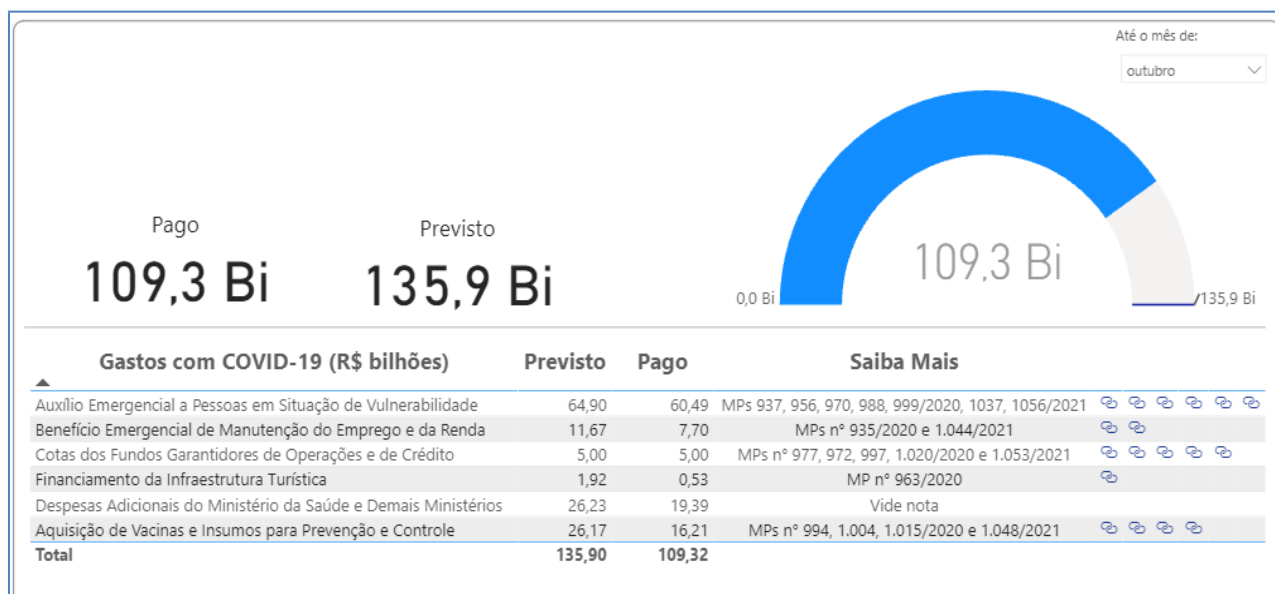 Até o mês de:
outubro
Pago
Previsto
109,3 Bi
135,9 Bi
109,3 Bi
0,0 Bi
135,9 Bi
Gastos com COVID-19 (R$ bilhões) Previsto Pago Saiba Mais
Auxílio Emergencial a Pessoas em Situação de Vulnerabilidade 64,90 60,49 MPs 937, 956, 970, 988, 999/2020, 1037, 1056/2021
Benefício Emergencial de Manutenção do Emprego e da Renda 11,67 7,70 MPs n° 935/2020 e 1.044/2021
Cotas dos Fundos Garantidores de Operações e de Crédito 5,00 5,00 MPs n° 977, 972, 997, 1.020/2020 e 1.053/2021
Financiamento da Infraestrutura Turística 1,92 0,53 MP n° 963/2020
Despesas Adicionais do Ministério da Saúde e Demais Ministérios 26,23 19,39 Vide nota
Aquisição de Vacinas e Insumos para Prevenção e Controle 26,17 16,21 MPs n° 994, 1.004, 1.015/2020 e 1.048/2021
Total 135,90 109,32